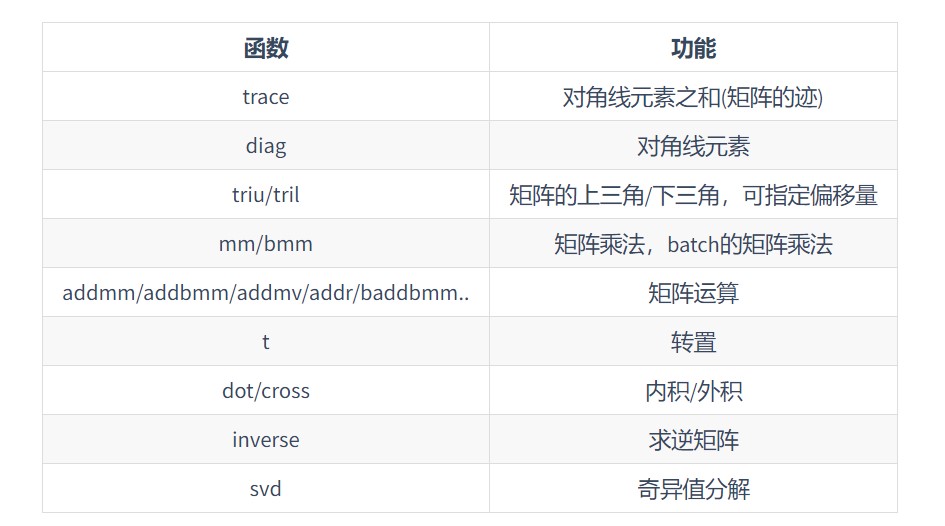 函数 功能
trace 对角线元素之和(矩阵的迹)
diag 对角线元素
triu/tril 矩阵的上三角/下三角，可指定偏移量
mm/bmm 矩阵乘法，batch的矩阵乘法
addmm/addbmm/addmv/addr/baddbmm.. 矩阵运算
t 转置
dot/cross 内积/外积
inverse 求逆矩阵
svd 奇异值分解